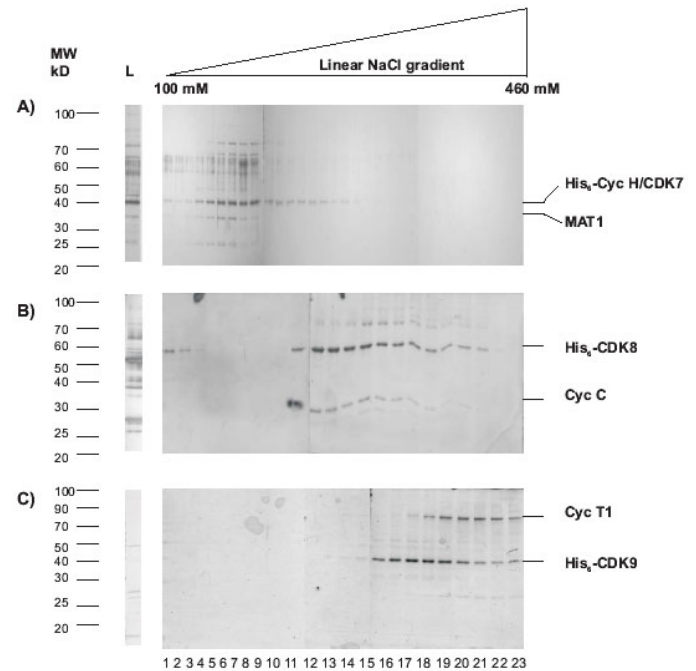 MW
kD
L
Linear NaCl gradient
100 mM
460 mM
A)
100
70
60
50
40
30
25
20
His₆-Cyc H/CDK7
MAT1
B)
100
70
60
50
40
30
25
20
His₆-CDK8
Cyc C
C)
100
90
70
50
40
30
25
20
Cyc T1
His₆-CDK9
1 2 3 4 5 6 7 8 9 10 11 12 13 14 15 16 17 18 19 20 21 22 23